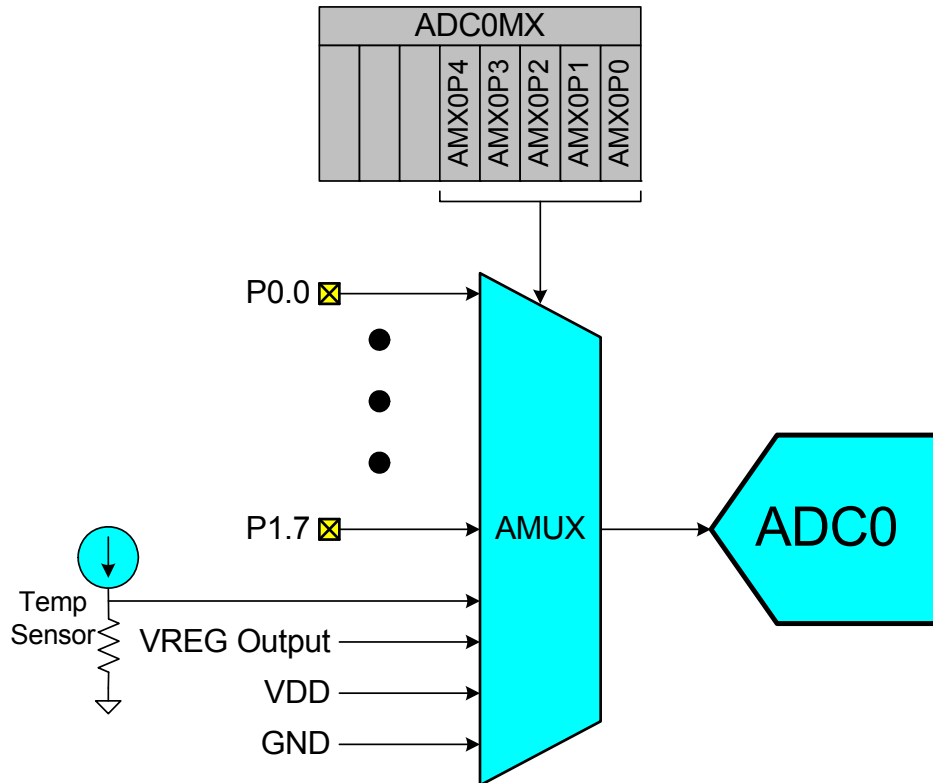 ADC0MX
AMX0P4
AMX0P3
AMX0P2
AMX0P1
AMX0P0
P0.0
P1.7
AMUX
ADC0
Temp
Sensor
VREG Output
VDD
GND